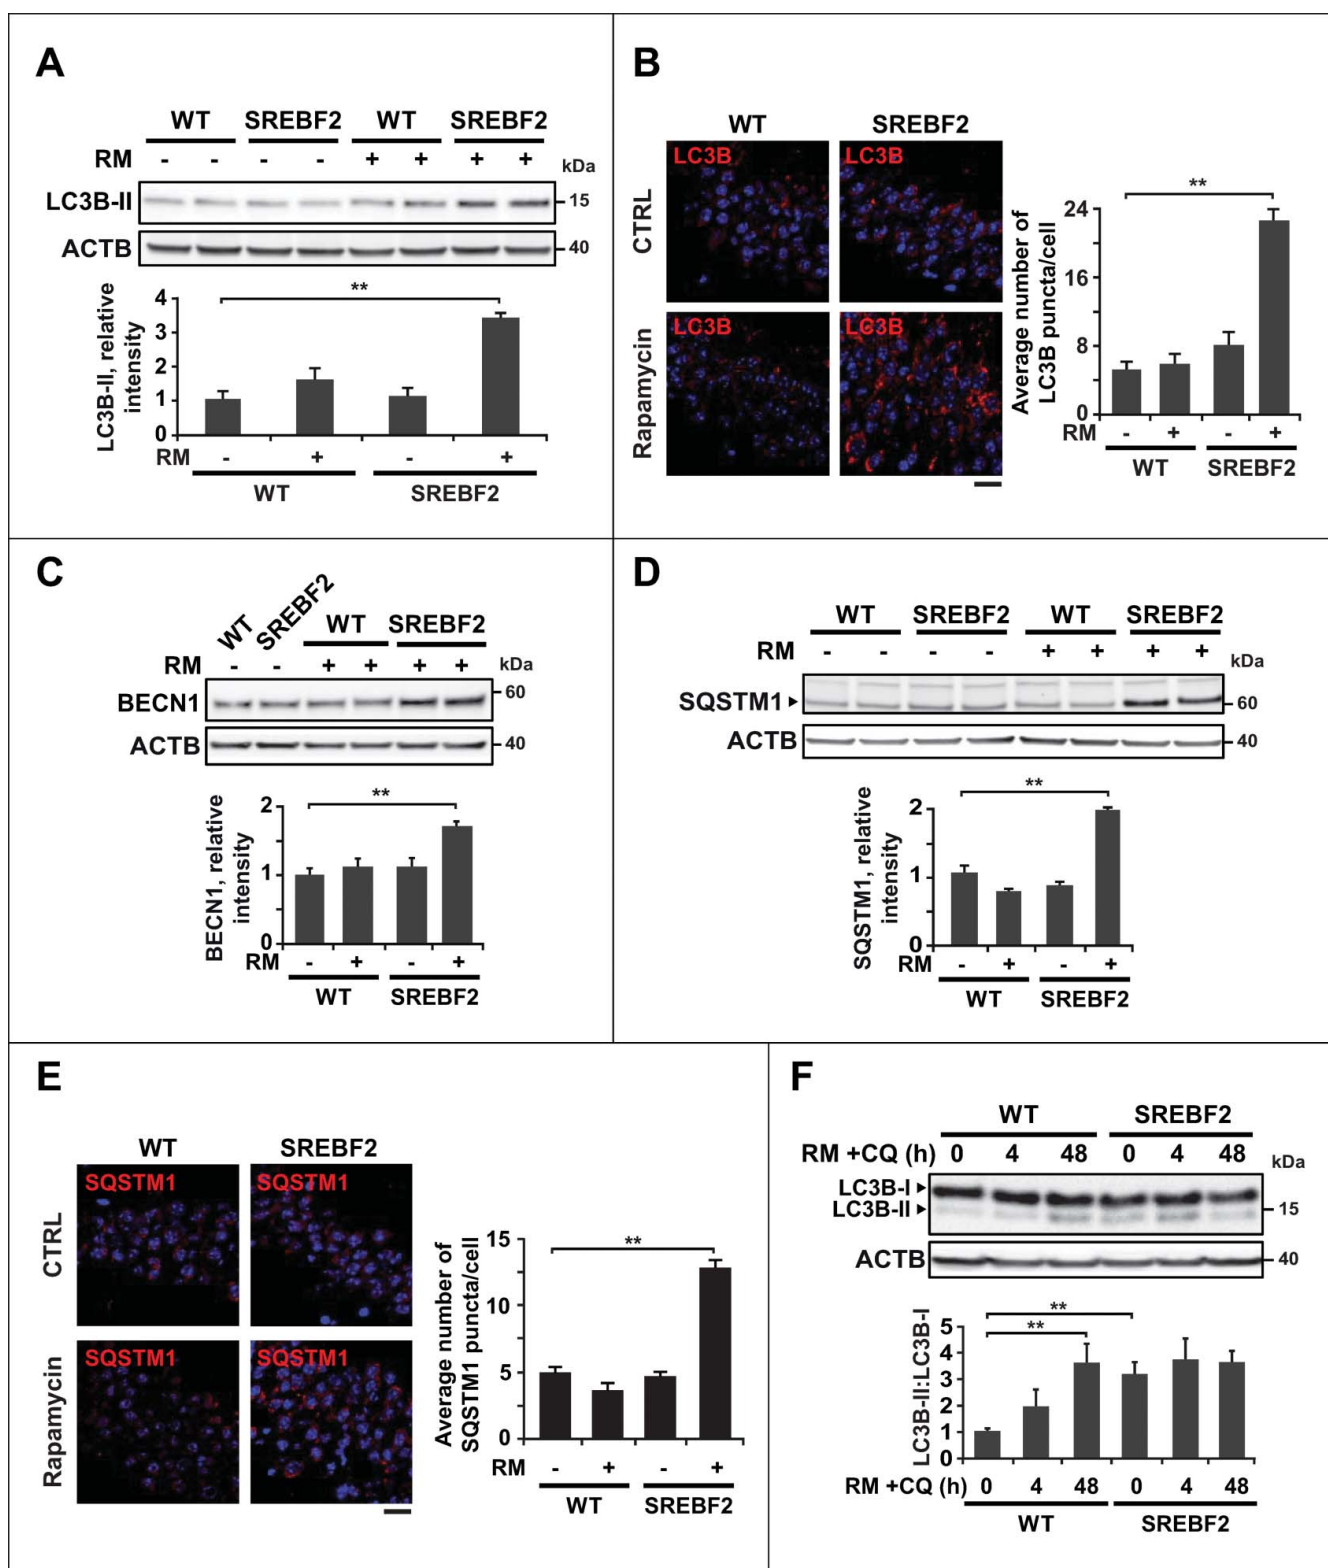 A
WT SREBF2 WT SREBF2
RM - - - - + + + + kDa
LC3B-II 15
ACTB 40
LC3B-II, relative
intensity
4
**
3
2
1
0
RM - + - +
WT SREBF2
B
WT SREBF2
CTRL
LC3B LC3B
Rapamycin
LC3B LC3B
Average number of
LC3B puncta/cell
**
24
16
8
0
RM - + - +
WT SREBF2
C
WT SREBF2 WT SREBF2
RM - - + + + + kDa
BECN1 60
ACTB 40
BECN1, relative
intensity
**
2
1
0
RM - + - +
WT SREBF2
D
WT SREBF2 WT SREBF2
RM - - - - + + + + kDa
SQSTM1 60
ACTB 40
SQSTM1, relative
intensity
**
2
1
0
RM - + - +
WT SREBF2
E
WT SREBF2
CTRL
SQSTM1 SQSTM1
Rapamycin
SQSTM1 SQSTM1
Average number of
SQSTM1 puncta/cell
15
**
10
5
0
RM - + - +
WT SREBF2
F
WT SREBF2
RM +CQ (h) 0 4 48 0 4 48 kDa
LC3B-I
LC3B-II 15
ACTB 40
LC3B-II:LC3B-I
**
**
5
4
3
2
1
0
RM +CQ (h) 0 4 48 0 4 48
WT SREBF2